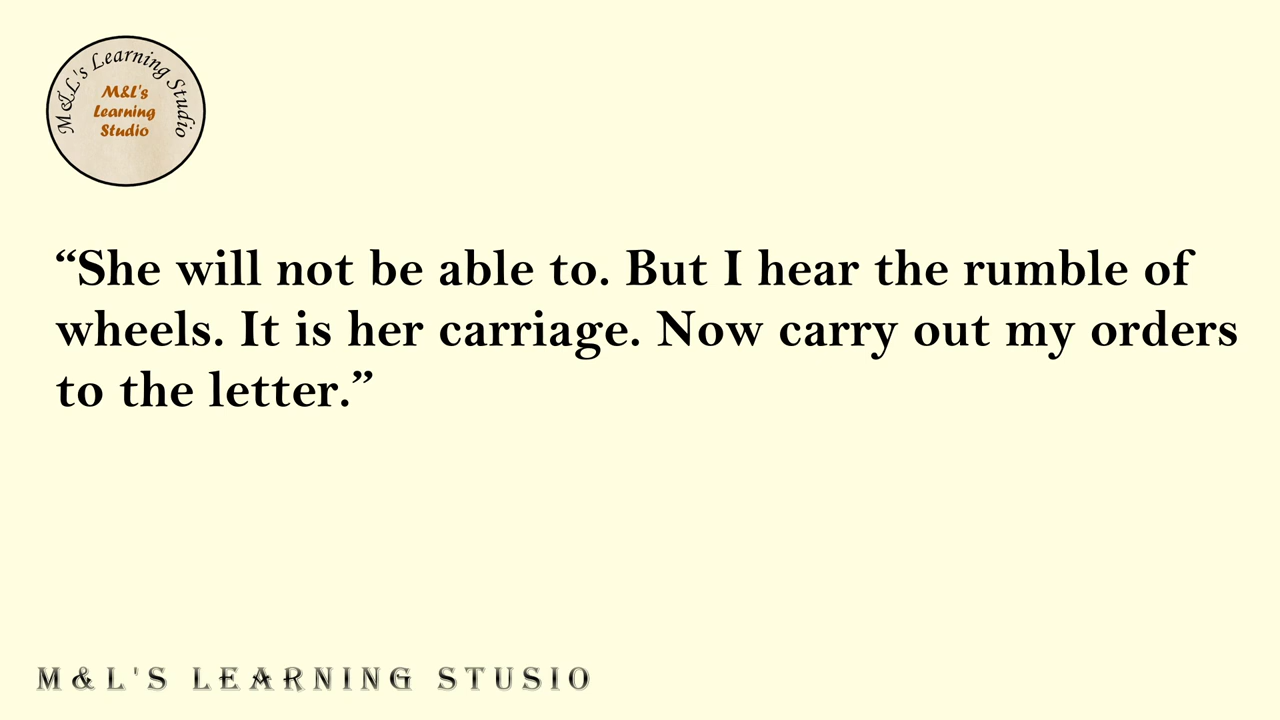 M&L's Learning Studio
M&L's
Learning
Studio
“She will not be able to. But I hear the rumble of
wheels. It is her carriage. Now carry out my orders
to the letter.”
M&L'S LEARNING STUSIO